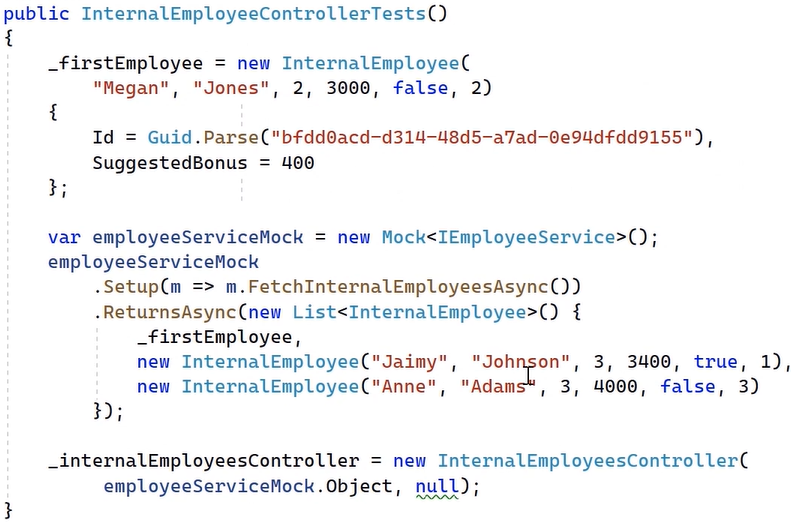 public InternalEmployeeControllerTests()
{
    _firstEmployee = new InternalEmployee(
        "Megan", "Jones", 2, 3000, false, 2)
    {
        Id = Guid.Parse("bfdd0acd-d314-48d5-a7ad-0e94dfdd9155"),
        SuggestedBonus = 400
    };

    var employeeServiceMock = new Mock<IEmployeeService>();
    employeeServiceMock
        .Setup(m => m.FetchInternalEmployeesAsync())
        .ReturnsAsync(new List<InternalEmployee>() {
            _firstEmployee,
            new InternalEmployee("Jaimy", "Johnson", 3, 3400, true, 1),
            new InternalEmployee("Anne", "Adams", 3, 4000, false, 3)
        });

    _internalEmployeesController = new InternalEmployeesController(
         employeeServiceMock.Object, null);
}